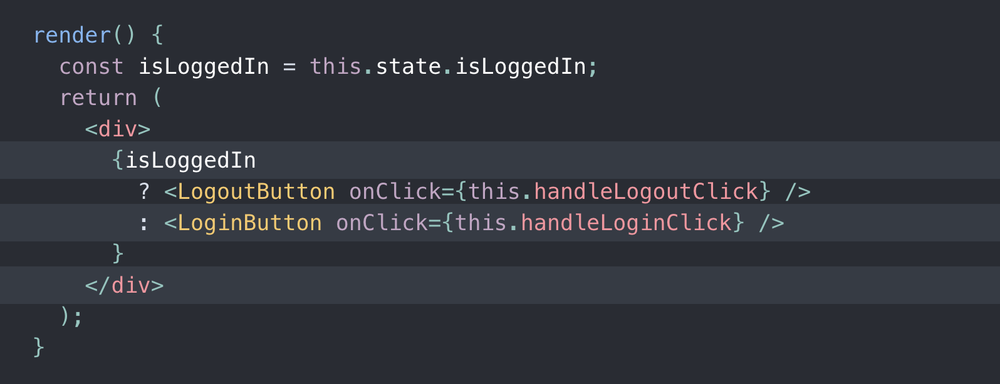 render() {
  const isLoggedIn = this.state.isLoggedIn;
  return (
    <div>
      {isLoggedIn
        ? <LogoutButton onClick={this.handleLogoutClick} />
        : <LoginButton onClick={this.handleLoginClick} />
      }
    </div>
  );
}